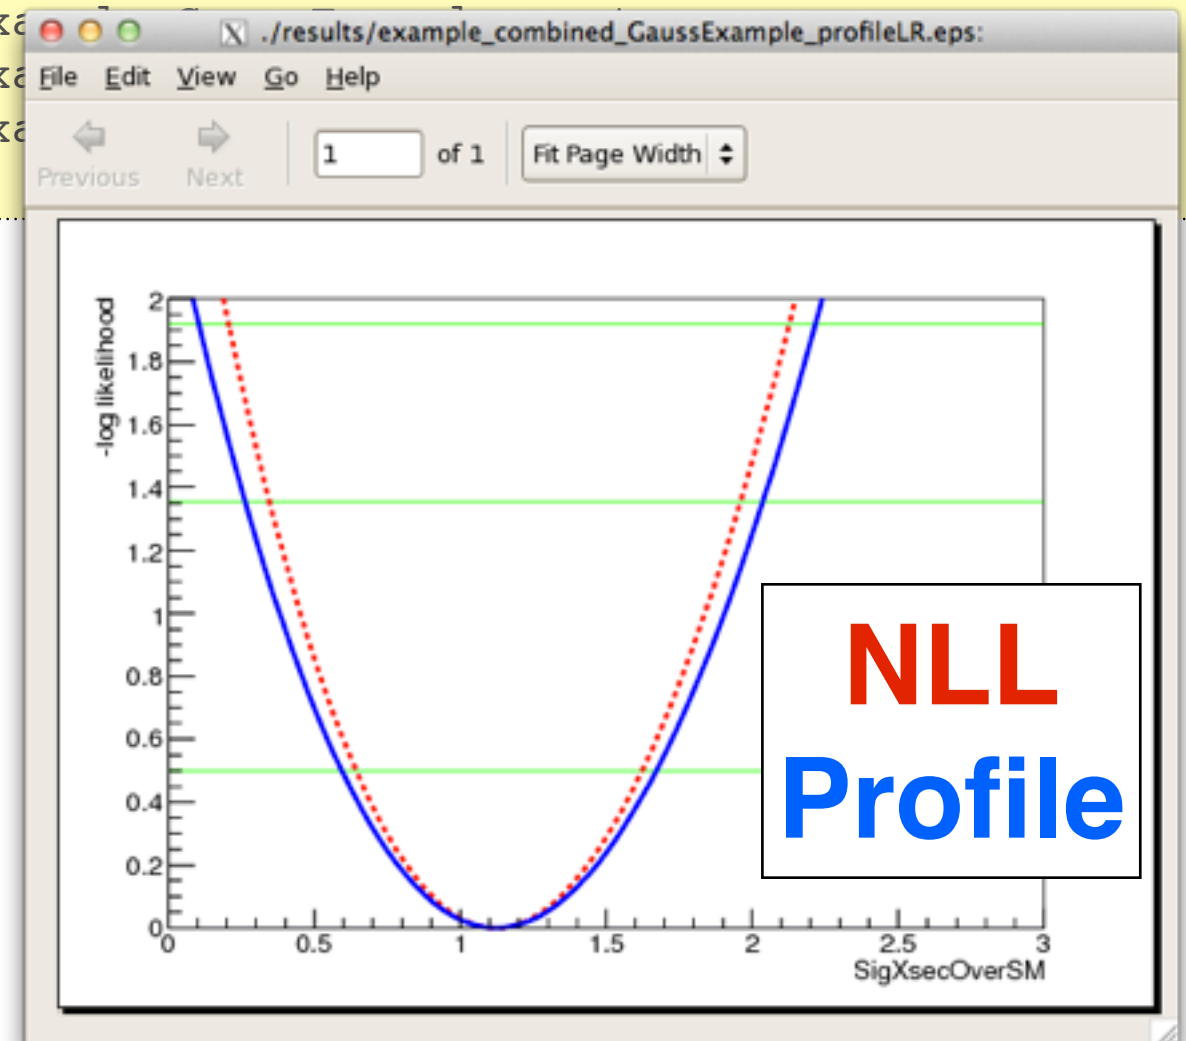 ./results/example_combined_GaussExample_profileLR.eps:
File Edit View Go Help
Previous Next 1 of 1 Fit Page Width
-log likelihood
2
1.8
1.6
1.4
1.2
1
0.8
0.6
0.4
0.2
0
0 0.5 1 1.5 2 2.5 3
SigXsecOverSM
NLL
Profile